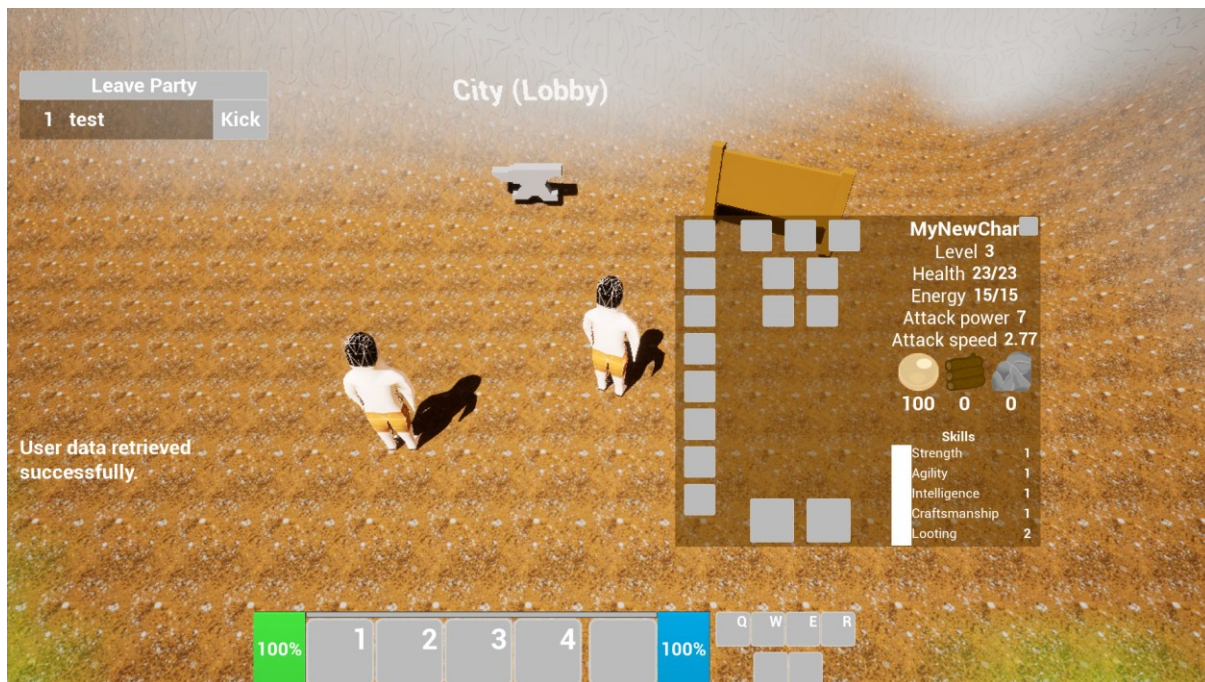 City (Lobby)
Leave Party
1 test Kick
User data retrieved
successfully.
MyNewChar
Level 3
Health 23/23
Energy 15/15
Attack power 7
Attack speed 2.77
100 0 0
Skills
Strength 1
Agility 1
Intelligence 1
Craftsmanship 1
Looting 2
100% 1 2 3 4 100% Q W E R